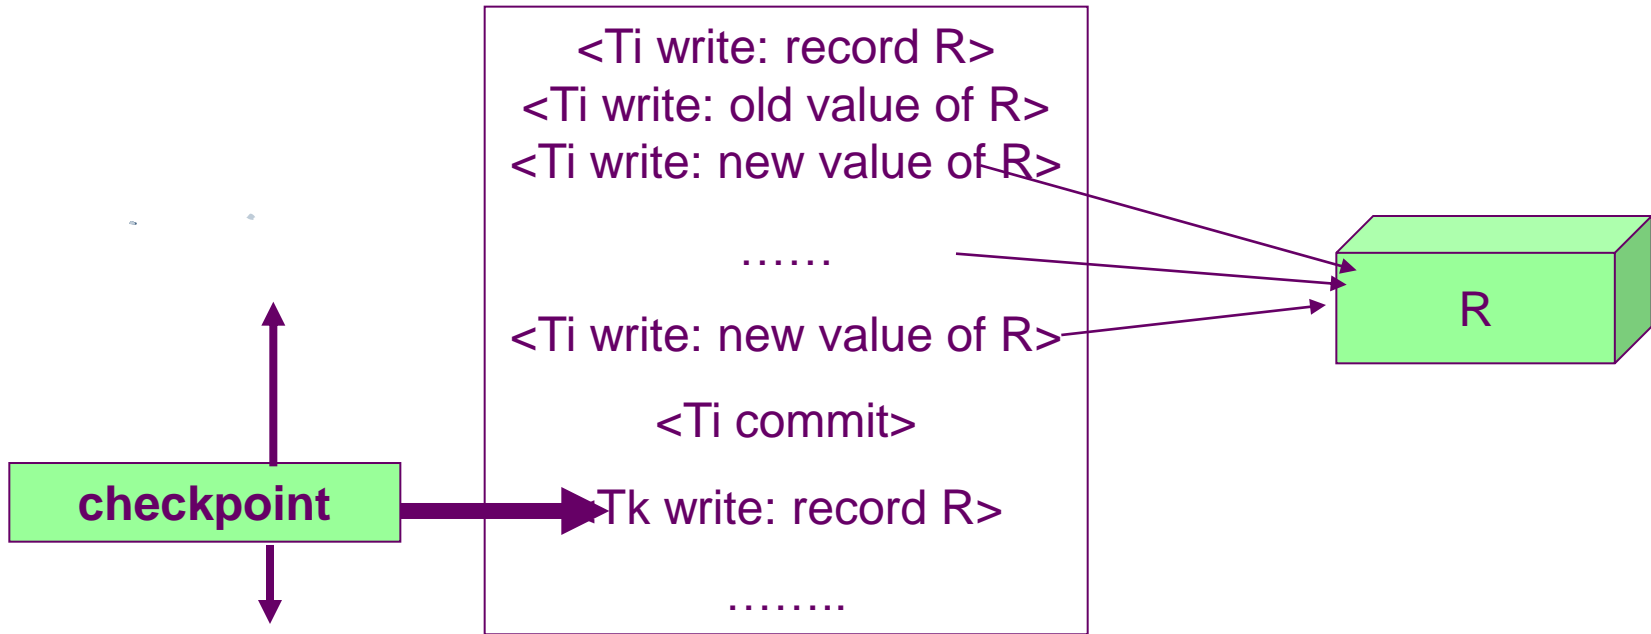 <Ti write: record R>
<Ti write: old value of R>
<Ti write: new value of R>
……
R
<Ti write: new value of R>
<Ti commit>
checkpoint
<Tk write: record R>
……..